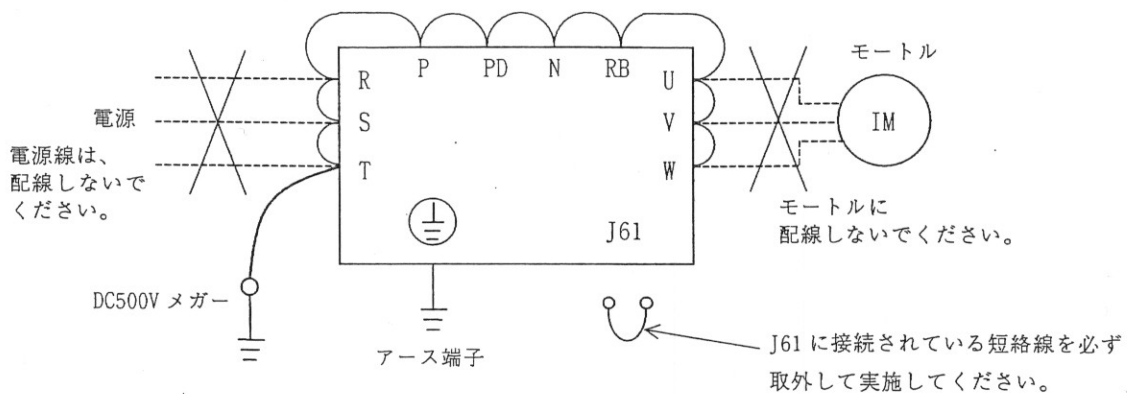 P PD N RB
モートル
R
U
電源
S
V
IM
電源線は、
配線しないで
ください。
T
W
モートルに
配線しないでください。
J61
DC500V メガー
アース端子
J61 に接続されている短絡線を必ず
取外して実施してください。